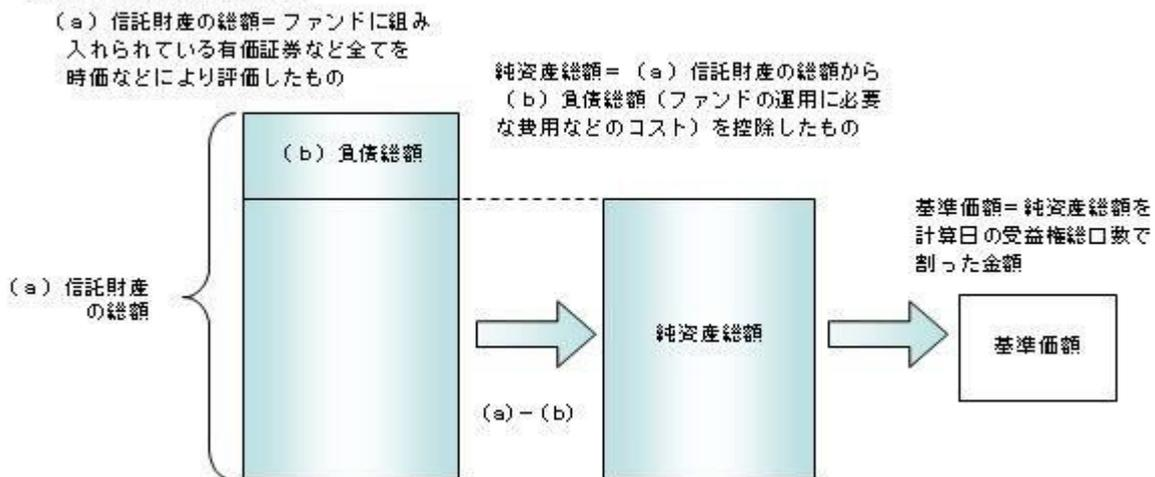 (a)信託財産の総額=ファンドに組み
入れられている有価証券など全てを
時価などにより評価したもの
純資産総額=(a)信託財産の総額から
(b)負債総額(ファンドの運用に必要
な費用などのコスト)を控除したもの
(b)負債総額
基準価額=純資産総額を
計算日の受益権総口数で
割った金額
(a)信託財産
の総額
純資産総額
基準価額
(a)-(b)